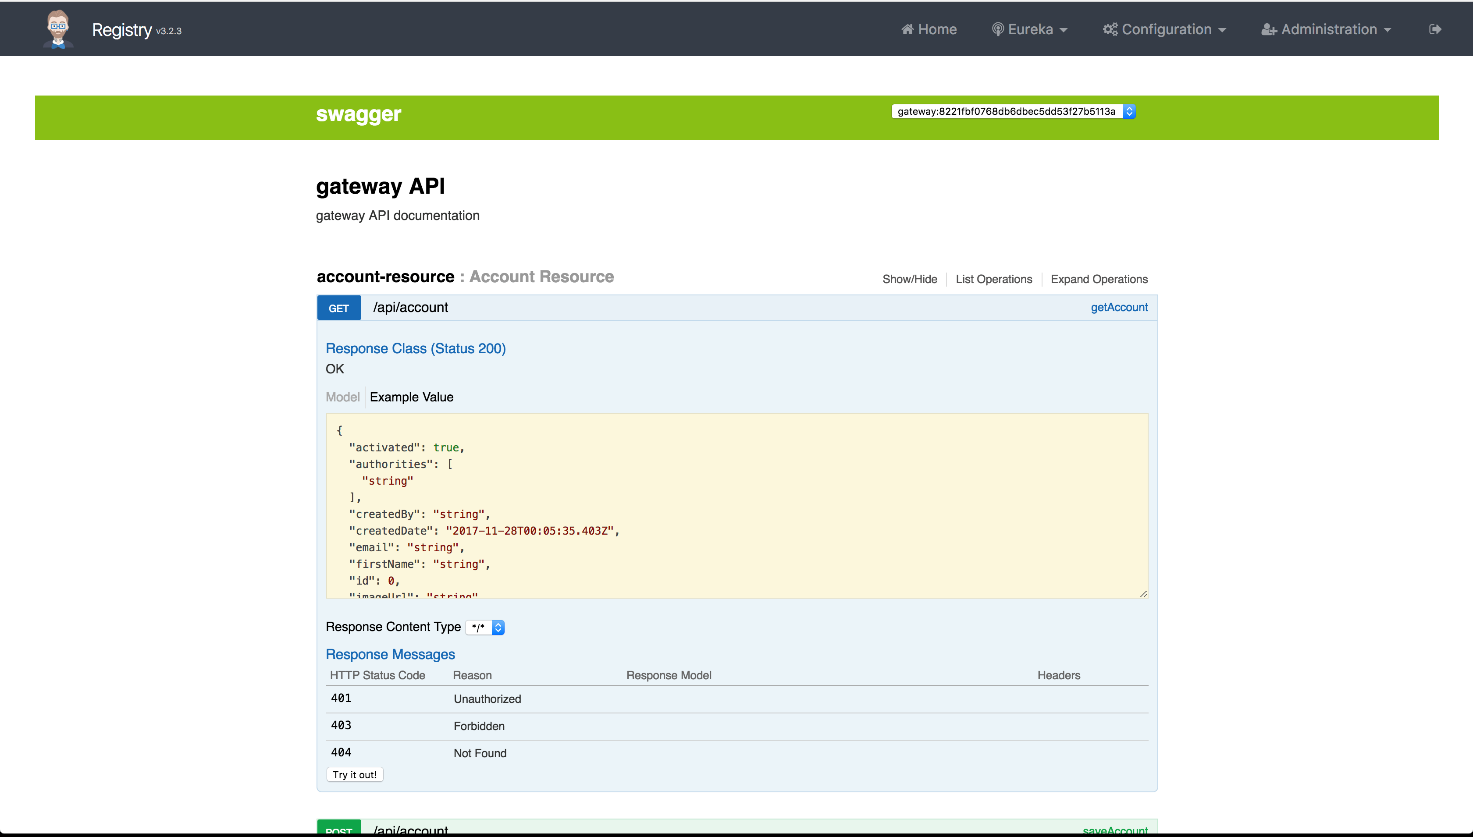 Registry v3.2.3
Home
Eureka
Configuration
Administration
swagger
gateway:8221fbf0768db6dbec5dd53f27b5113a
gateway API
gateway API documentation
account-resource : Account Resource
Show/Hide
List Operations
Expand Operations
GET /api/account getAccount
Response Class (Status 200)
OK
Model Example Value
{
"activated": true,
"authorities": [
"string"
],
"createdBy": "string",
"createdDate": "2017-11-28T00:05:35.403Z",
"email": "string",
"firstName": "string",
"id": 0,
"imageUrl": "string"
Response Content Type */*
Response Messages
HTTP Status Code Reason Response Model Headers
401 Unauthorized
403 Forbidden
404 Not Found
Try it out!
POST /api/account saveAccount